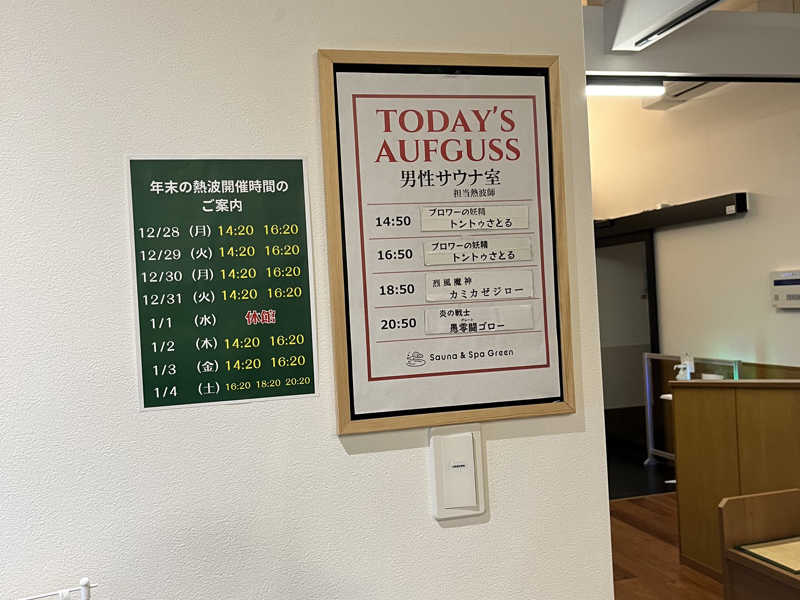 年末の熱波開催時間の
ご案内
12/28 (月) 14:20 16:20
12/29 (火) 14:20 16:20
12/30 (月) 14:20 16:20
12/31 (火) 14:20 16:20
1/1 (水) 休館
1/2 (木) 14:20 16:20
1/3 (金) 14:20 16:20
1/4 (土) 16:20 18:20 20:20
TODAY'S
AUFGUSS
男性サウナ室
担当熱波師
14:50 ブロワーの妖精
トントゥさとる
16:50 ブロワーの妖精
トントゥさとる
18:50 烈風魔神
カミカゼジロー
20:50 炎の戦士
愚零闘ゴロー
Sauna & Spa Green